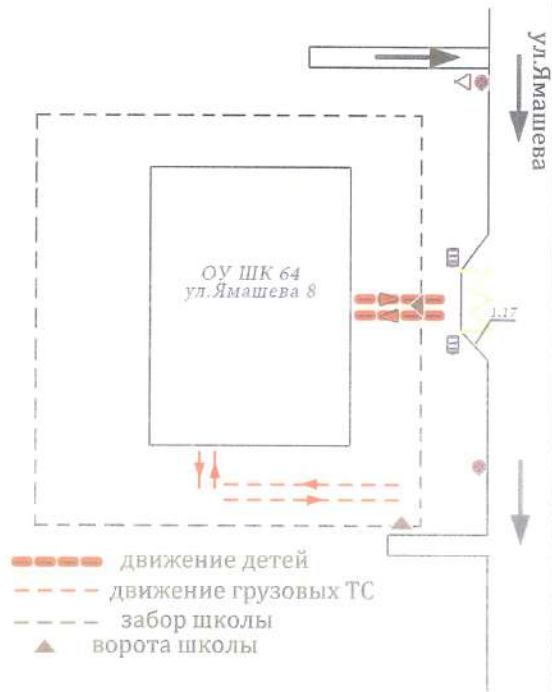 ул.Ямашева
ОУ ШК 64
ул.Ямашева 8
1.17
движение детей
движение грузовых ТС
забор школы
ворота школы